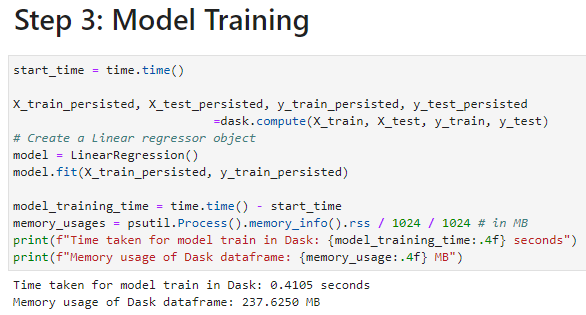 Step 3: Model Training
start_time = time.time()
X_train_persisted, X_test_persisted, y_train_persisted, y_test_persisted
=dask.compute(X_train, X_test, y_train, y_test)
# Create a Linear regressor object
model = LinearRegression()
model.fit(X_train_persisted, y_train_persisted)
model_training_time = time.time() - start_time
memory_usages = psutil.Process().memory_info().rss / 1024 / 1024 # in MB
print(f"Time taken for model train in Dask: {model_training_time:.4f} seconds")
print(f"Memory usage of Dask dataframe: {memory_usage:.4f} MB")
Time taken for model train in Dask: 0.4105 seconds
Memory usage of Dask dataframe: 237.6250 MB